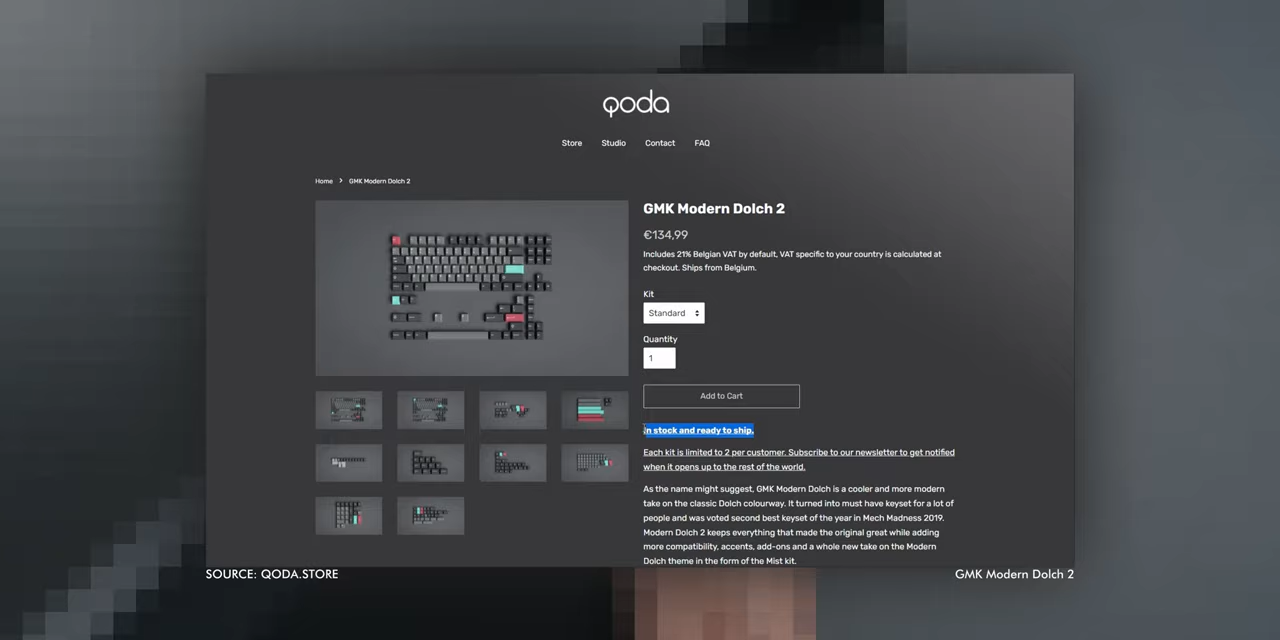 qoda
Store Studio Contact FAQ
Home > GMK Modern Dolch 2
GMK Modern Dolch 2
€134,99
Includes 21% Belgian VAT by default, VAT specific to your country is calculated at
checkout. Ships from Belgium.
Kit
Standard
Quantity
1
Add to Cart
In stock and ready to ship.
Each kit is limited to 2 per customer. Subscribe to our newsletter to get notified
when it opens up to the rest of the world.
As the name might suggest, GMK Modern Dolch is a cooler and more modern
take on the classic Dolch colourway. It turned into must have keyset for a lot of
people and was voted second best keyset of the year in Mech Madness 2019.
Modern Dolch 2 keeps everything that made the original great while adding
more compatibility, accents, add-ons and a whole new take on the Modern
Dolch theme in the form of the Mist kit.
SOURCE: QODA.STORE
GMK Modern Dolch 2